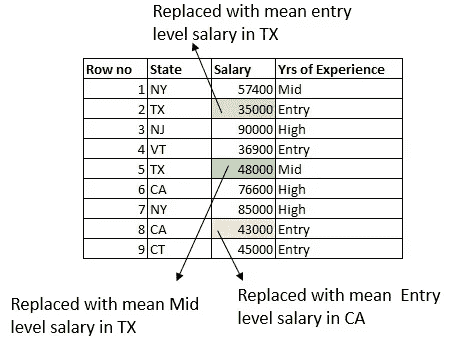 Replaced with mean entry
level salary in TX
Row no State Salary Yrs of Experience
1 NY 57400 Mid
2 TX 35000 Entry
3 NJ 90000 High
4 VT 36900 Entry
5 TX 48000 Mid
6 CA 76600 High
7 NY 85000 High
8 CA 43000 Entry
9 CT 45000 Entry
Replaced with mean Mid
level salary in TX
Replaced with mean Entry
level salary in CA